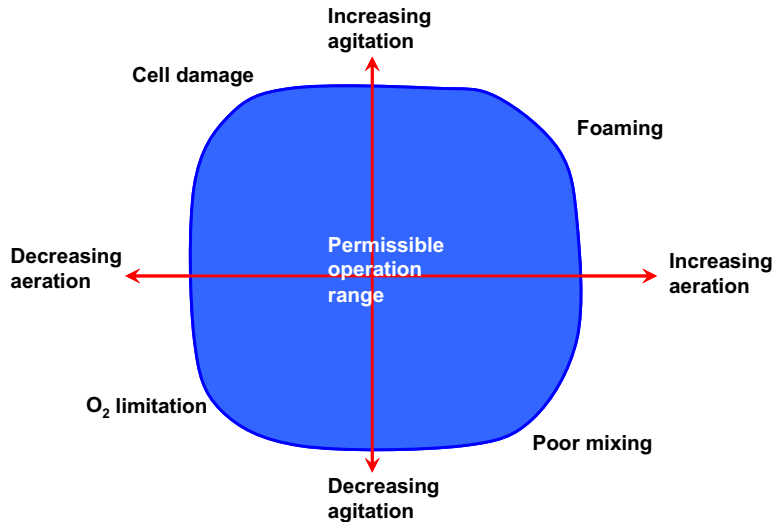 Increasing
agitation
Cell damage
Foaming
Permissible
operation
range
Decreasing
aeration
Increasing
aeration
O₂ limitation
Poor mixing
Decreasing
agitation